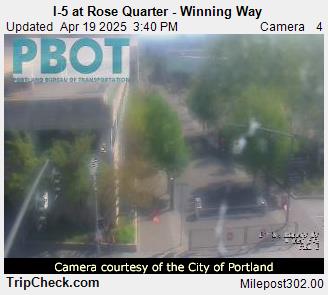 I-5 at Rose Quarter - Winning Way
Updated Apr 19 2025 3:40 PM Camera 4
PBOT
PORTLAND BUREAU OF TRANSPORTATION
Camera courtesy of the City of Portland
TripCheck.com Milepost302.00